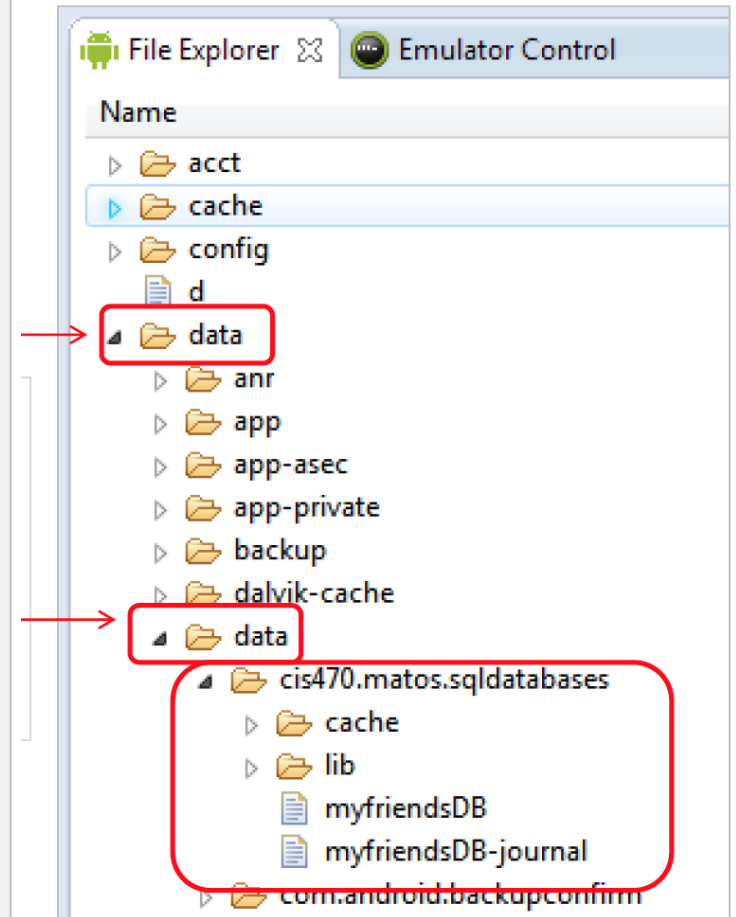 File Explorer Emulator Control
Name
acct
cache
config
d
data
anr
app
app-asec
app-private
backup
dalvik-cache
data
cis470.matos.sqldatabases
cache
lib
myfriendsDB
myfriendsDB-journal
com.android.backupconfirm